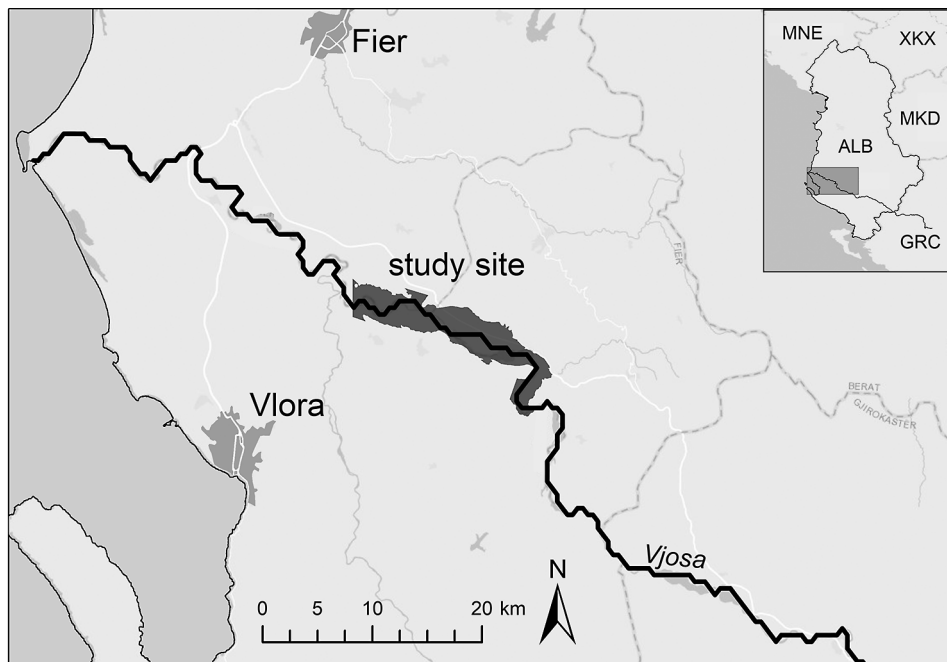 Fier
MNE
XKX
MKD
ALB
GRC
study site
FIER
Vlora
BERAT
GJIROKASTER
Vjosa
N
0 5 10 20 km